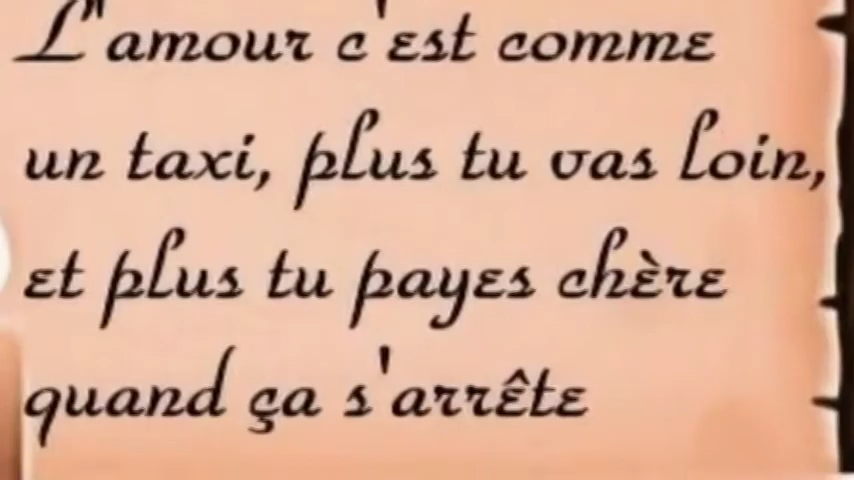 L'amour c'est comme
un taxi, plus tu vas loin,
et plus tu payes chère
quand ça s'arrête